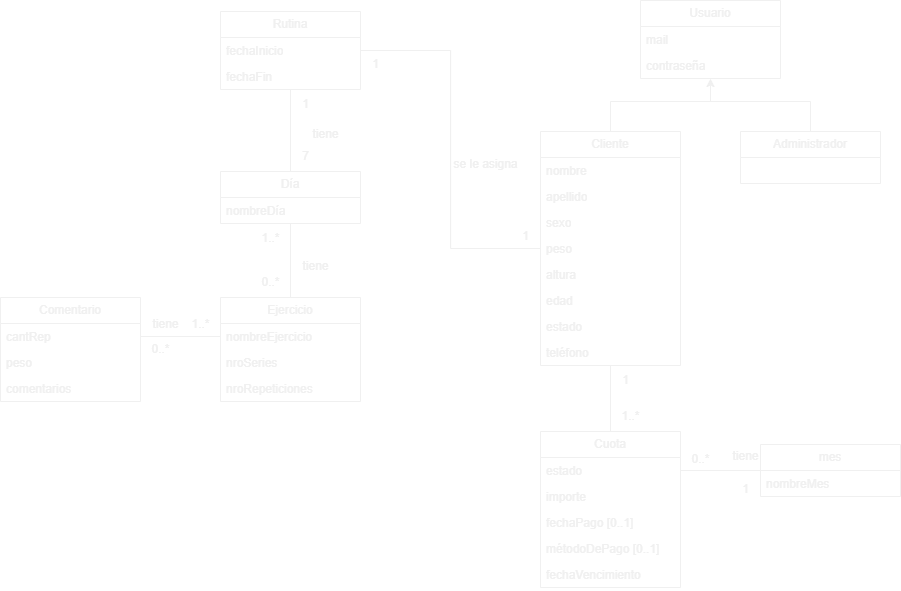 Rutina
fechaInicio
fechaFin
1
1
tiene
7
se le asigna
1
Usuario
mail
contraseña
Cliente
nombre
apellido
sexo
peso
altura
edad
estado
teléfono
Administrador
Día
nombreDía
1..*
tiene
0..*
Comentario
cantRep
peso
comentarios
tiene
1..*
0..*
Ejercicio
nombreEjercicio
nroSeries
nroRepeticiones
1
1..*
Cuota
estado
importe
fechaPago [0..1]
métodoDePago [0..1]
fechaVencimiento
0..*
tiene
1
mes
nombreMes